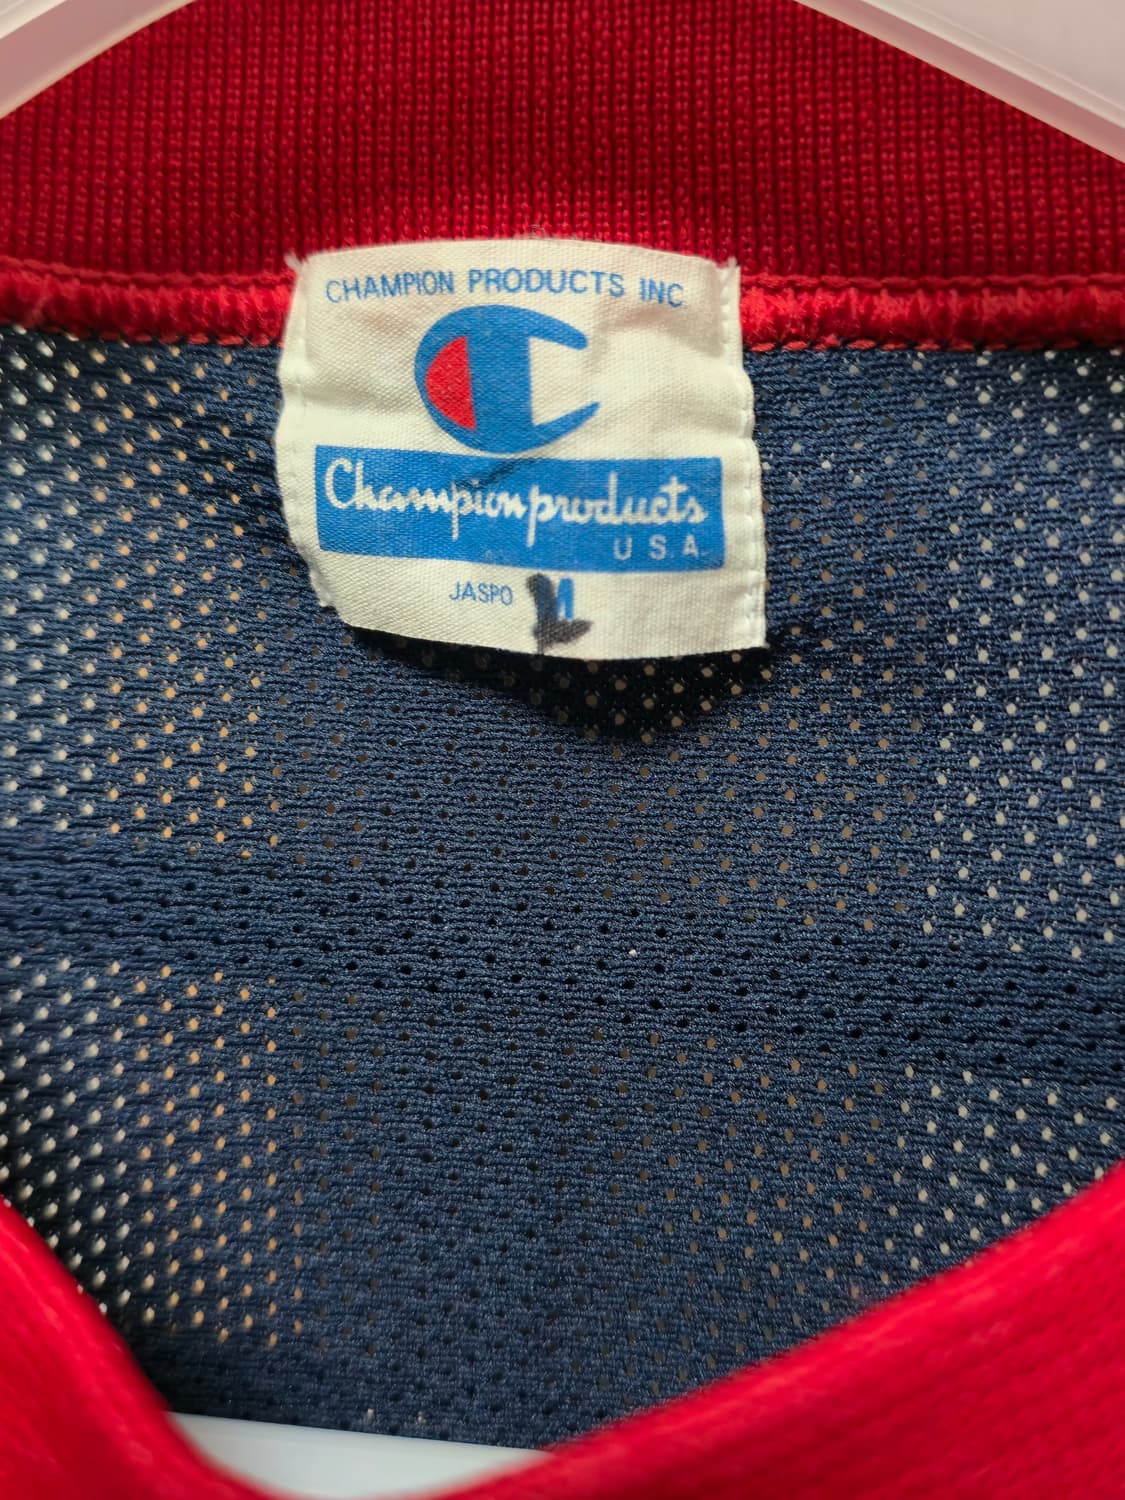 CHAMPION PRODUCTS INC.
Championproducts
U.S.A.
JASPO M
L